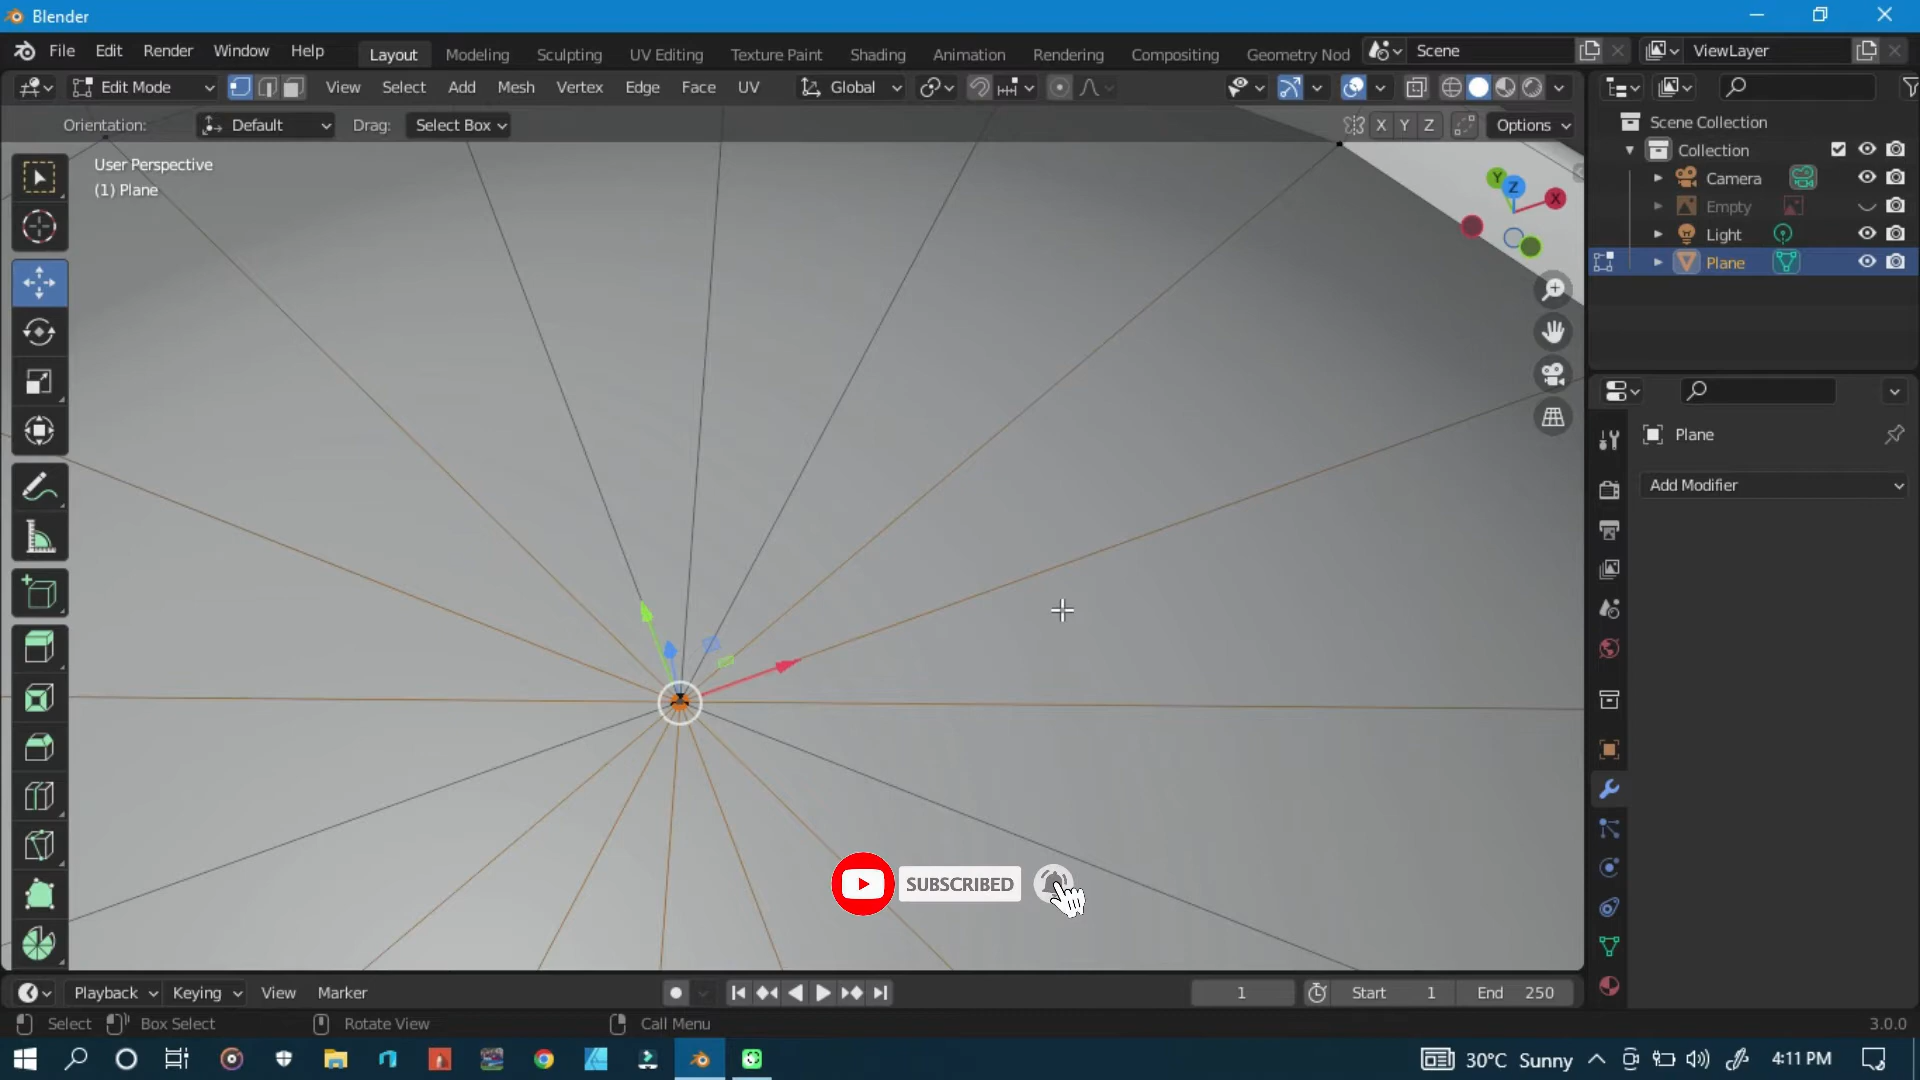 Blender
File Edit Render Window Help Layout Modeling Sculpting UV Editing Texture Paint Shading Animation Rendering Compositing Geometry Nod Scene ViewLayer
Edit Mode View Select Add Mesh Vertex Edge Face UV Global
Orientation: Default Drag: Select Box X Y Z Options
User Perspective
(1) Plane
Y Z X
Scene Collection
Collection
Camera
Empty
Light
Plane
Plane
Add Modifier
SUBSCRIBED
Playback Keying View Marker 1 Start 1 End 250
Select Box Select Rotate View Call Menu 3.0.0
30°C Sunny 4:11 PM